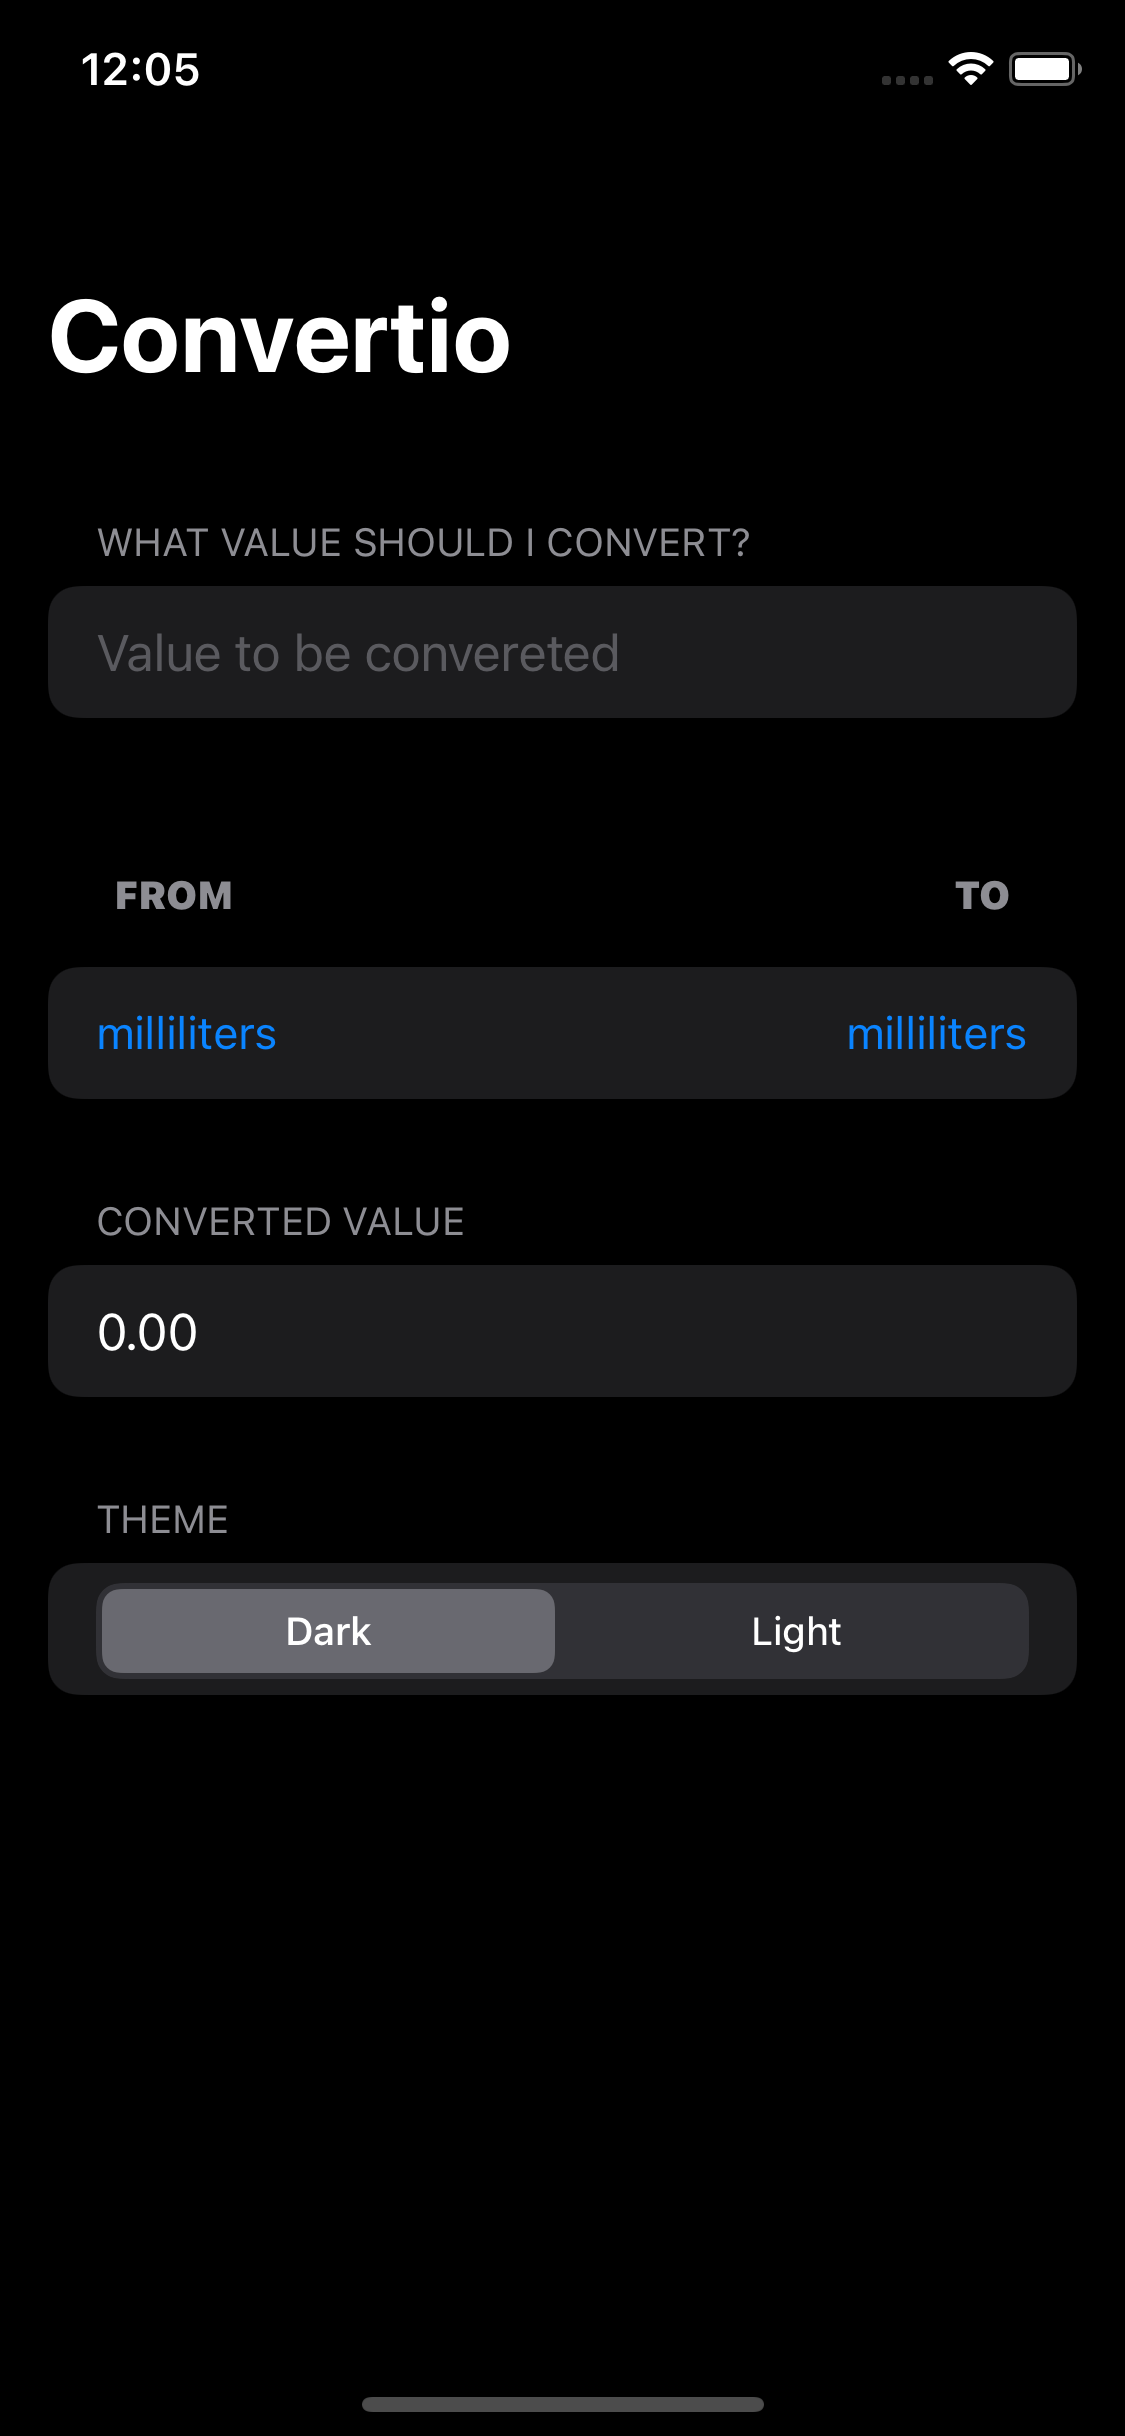 12:05
Convertio
WHAT VALUE SHOULD I CONVERT?
Value to be convereted
FROM TO
milliliters milliliters
CONVERTED VALUE
0.00
THEME
Dark Light